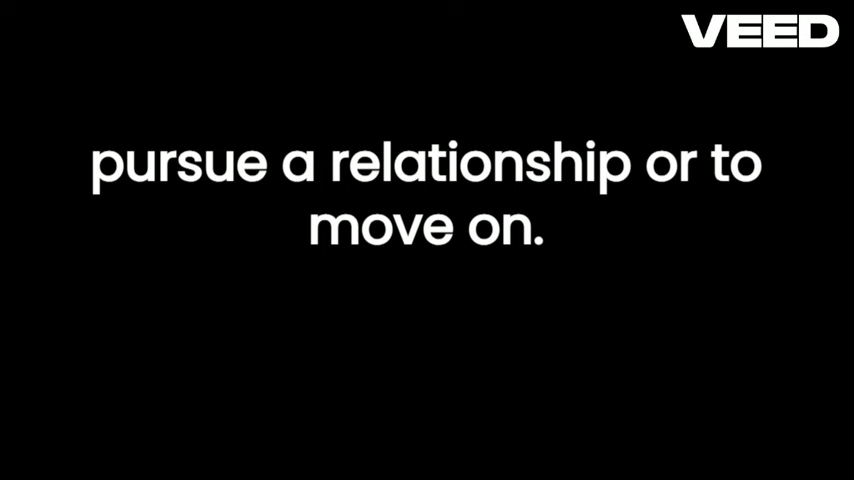 VEED
pursue a relationship or to
move on.